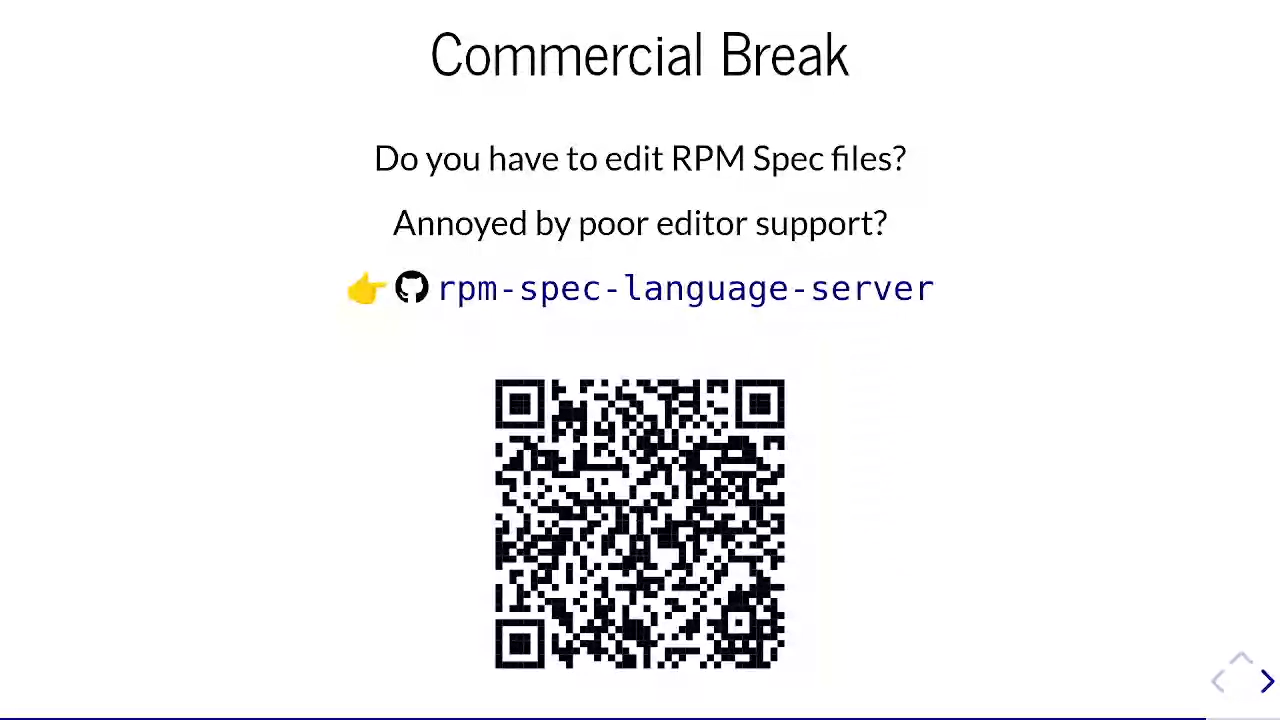 Commercial Break
Do you have to edit RPM Spec files?
Annoyed by poor editor support?
👉 rpm-spec-language-server